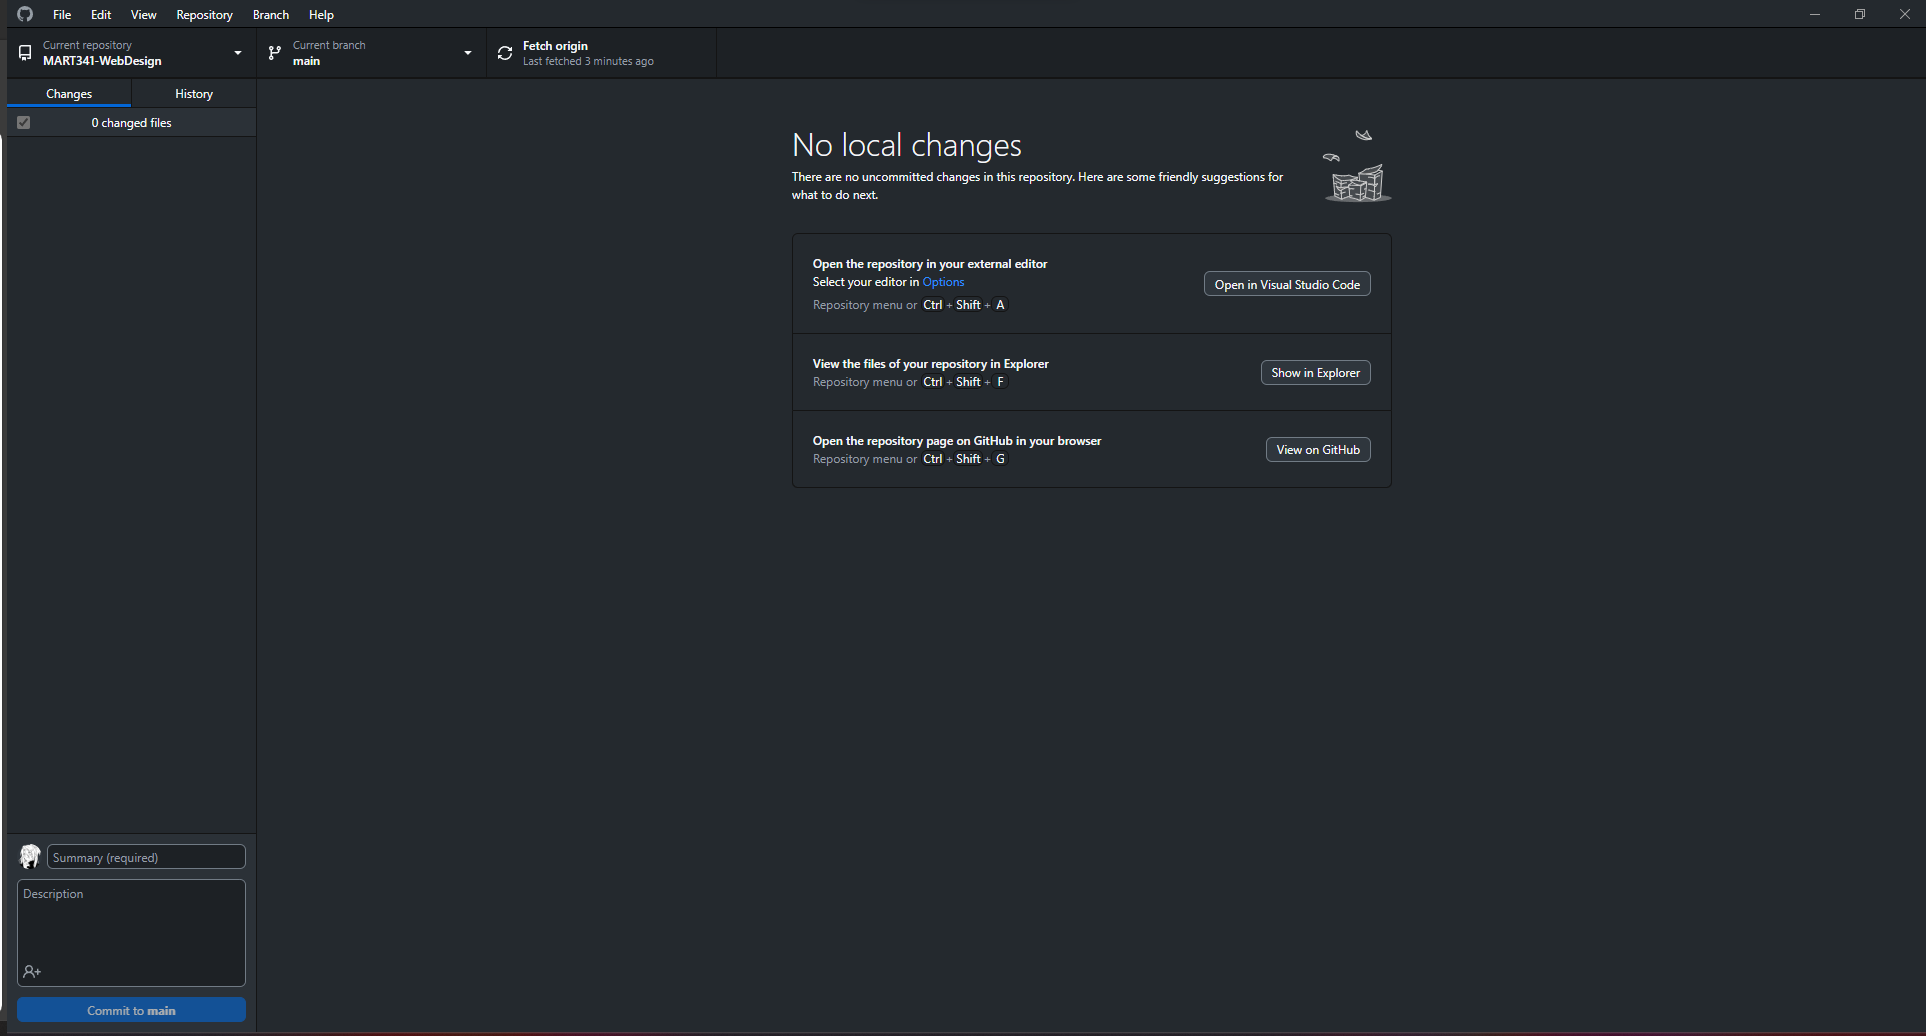 File Edit View Repository Branch Help
Current repository
MART341-WebDesign
Current branch
main
Fetch origin
Last fetched 3 minutes ago
Changes History
0 changed files
No local changes
There are no uncommitted changes in this repository. Here are some friendly suggestions for
what to do next.
Open the repository in your external editor
Select your editor in Options
Repository menu or Ctrl + Shift + A
Open in Visual Studio Code
View the files of your repository in Explorer
Repository menu or Ctrl + Shift + F
Show in Explorer
Open the repository page on GitHub in your browser
Repository menu or Ctrl + Shift + G
View on GitHub
Summary (required)
Description
Commit to main